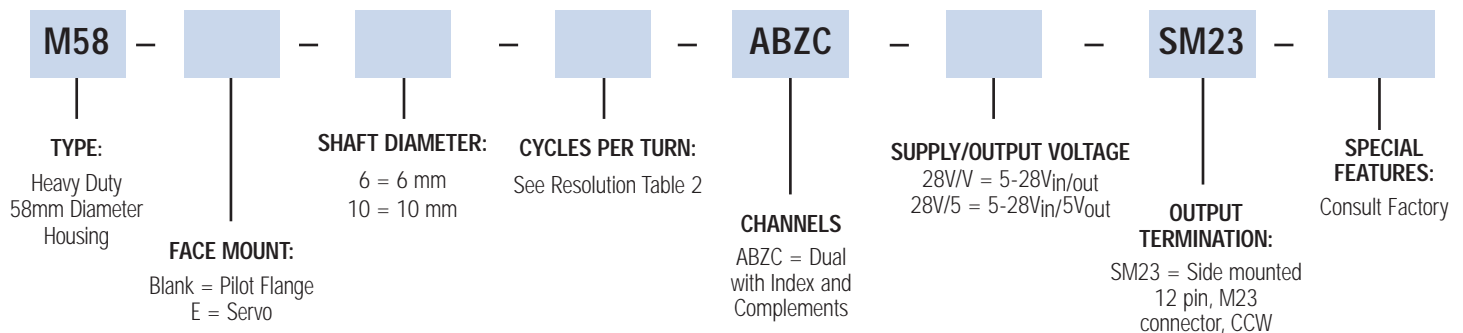 M58 – – – – ABZC – – SM23 –
TYPE:
Heavy Duty
58mm Diameter
Housing
FACE MOUNT:
Blank = Pilot Flange
E = Servo
SHAFT DIAMETER:
6 = 6 mm
10 = 10 mm
CYCLES PER TURN:
See Resolution Table 2
CHANNELS
ABZC = Dual
with Index and
Complements
SUPPLY/OUTPUT VOLTAGE
28V/V = 5-28Vin/out
28V/5 = 5-28Vin/5Vout
OUTPUT
TERMINATION:
SM23 = Side mounted
12 pin, M23
connector, CCW
SPECIAL
FEATURES:
Consult Factory